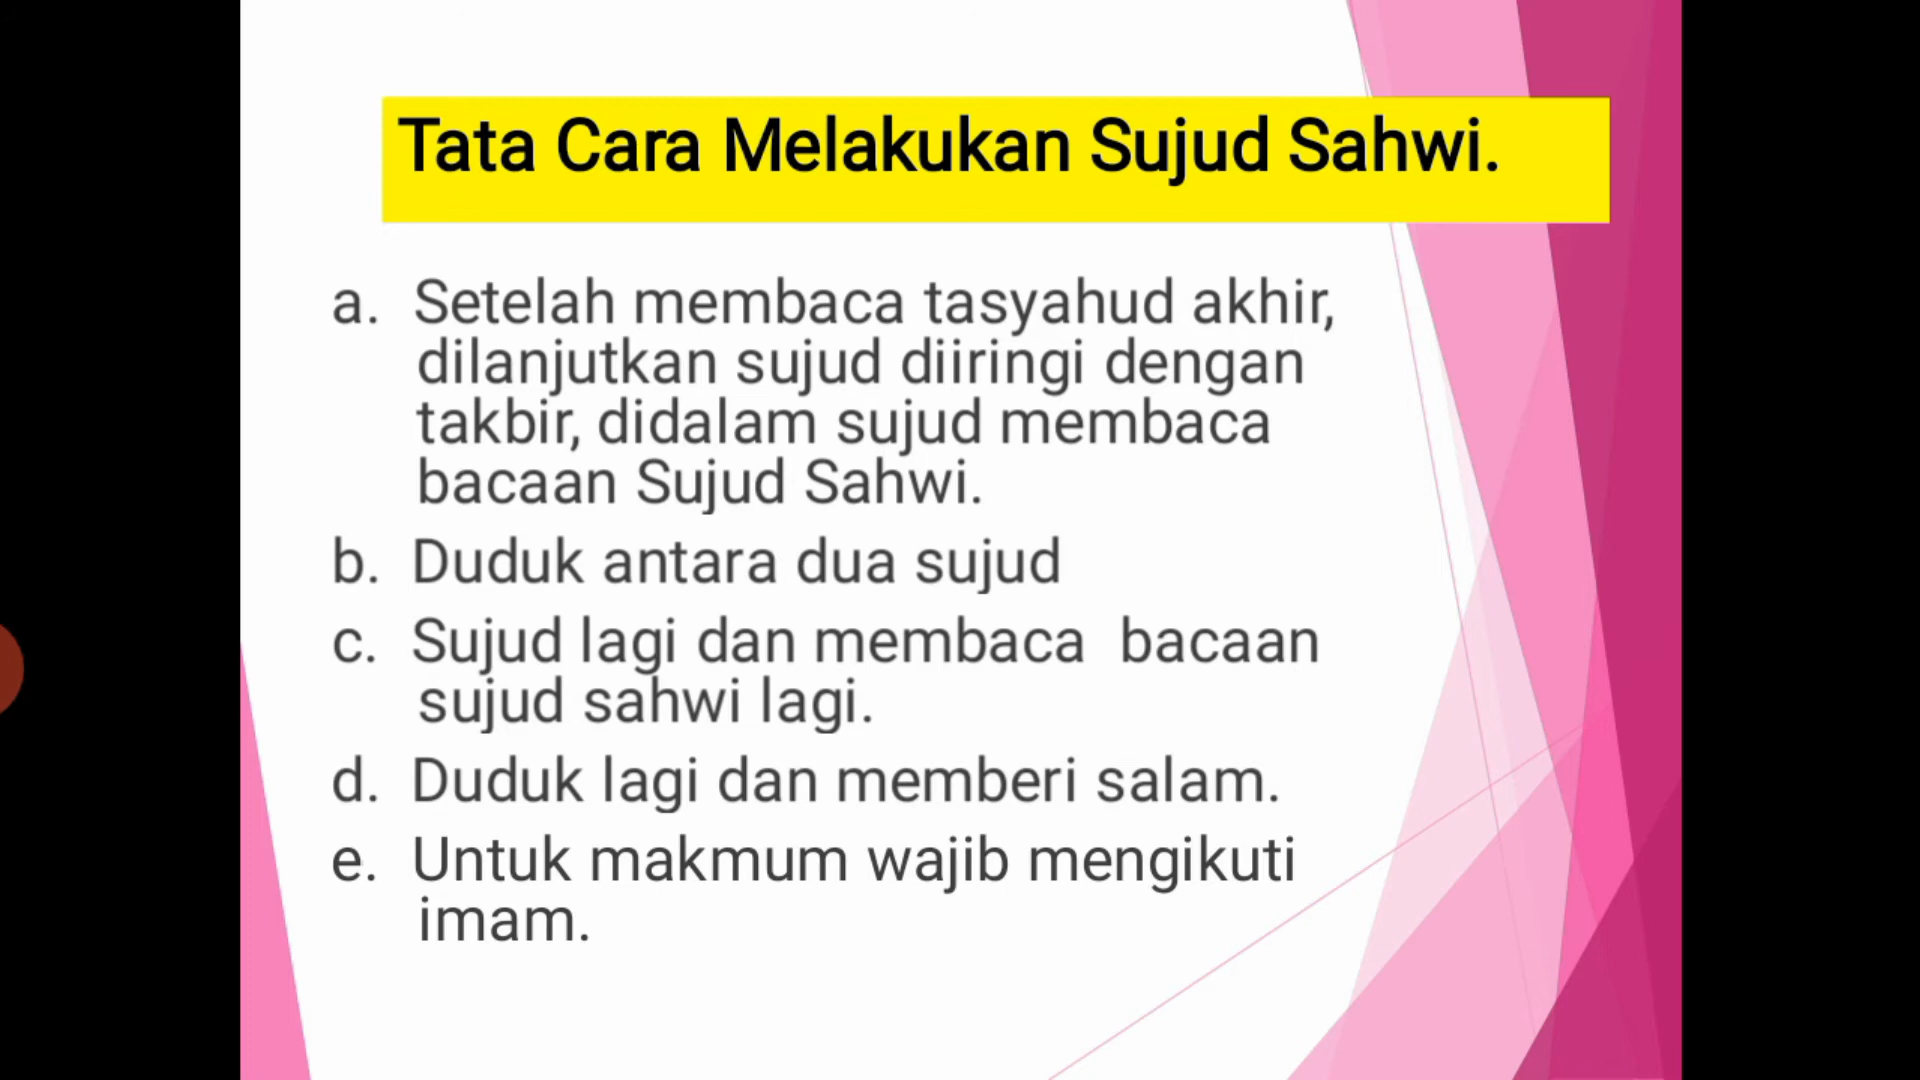 Tata Cara Melakukan Sujud Sahwi.
a. Setelah membaca tasyahud akhir,
dilanjutkan sujud diiringi dengan
takbir, didalam sujud membaca
bacaan Sujud Sahwi.
b. Duduk antara dua sujud
c. Sujud lagi dan membaca  bacaan
sujud sahwi lagi.
d. Duduk lagi dan memberi salam.
e. Untuk makmum wajib mengikuti
imam.